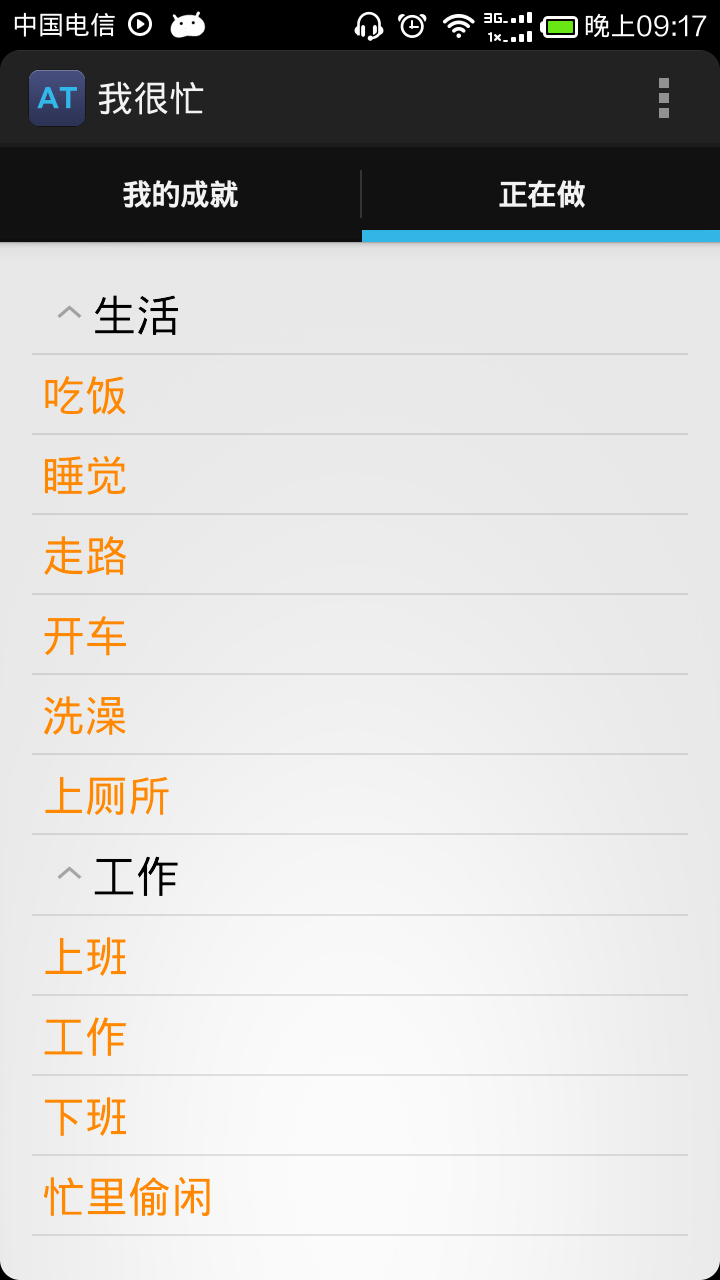 中国电信 3G 1x 晚上09:17
AT 我很忙
我的成就 正在做
生活
吃饭
睡觉
走路
开车
洗澡
上厕所
工作
上班
工作
下班
忙里偷闲